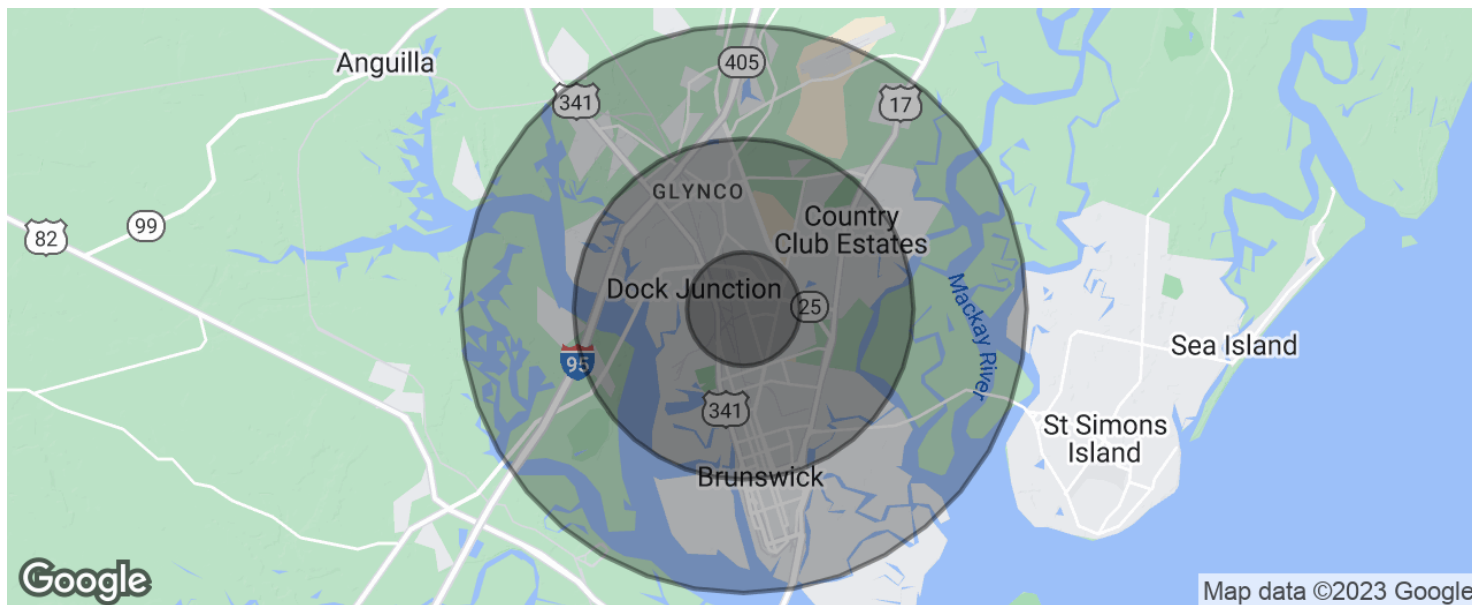 Anguilla
405
341
17
GLYNCO
99
82
Country
Club Estates
Dock Junction
25
Mackay River
Sea Island
95
341
St Simons
Island
Brunswick
Google
Map data ©2023 Google